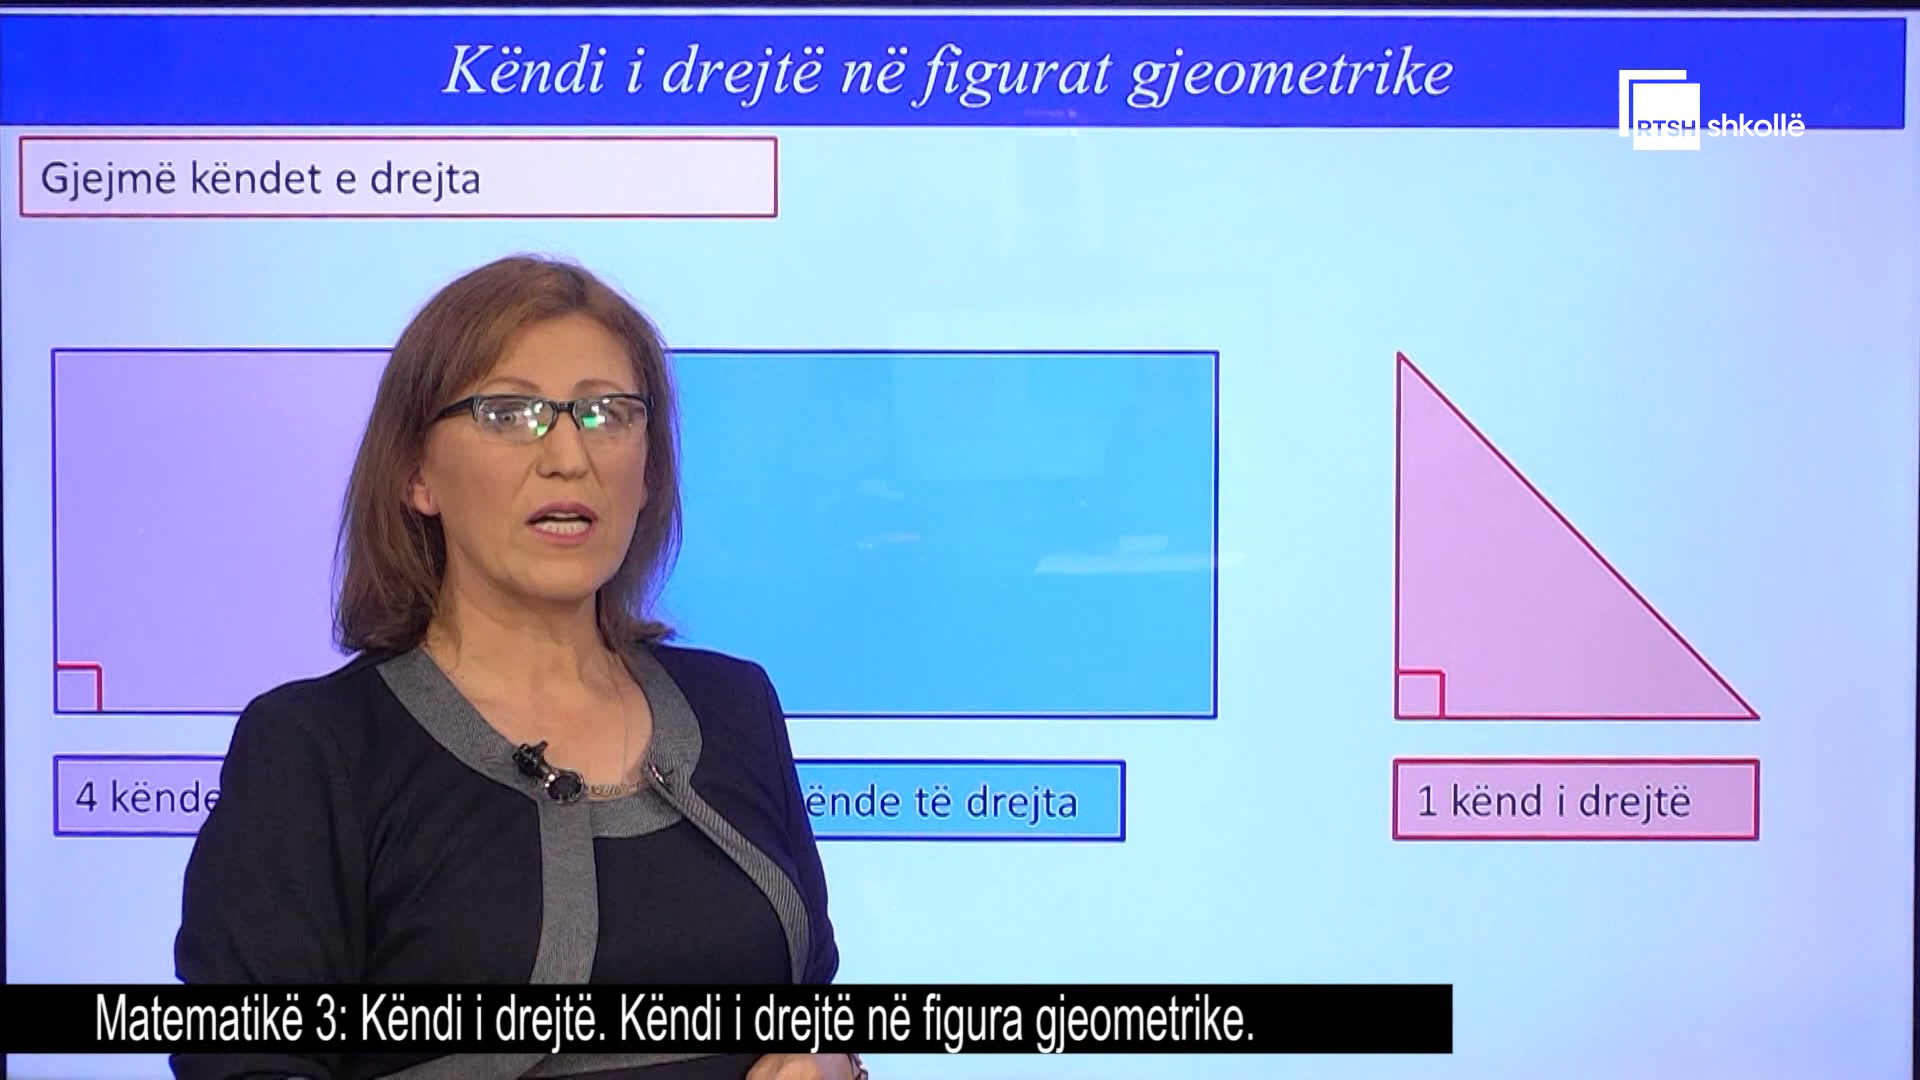 Këndi i drejtë në figurat gjeometrike
RTSH shkollë
Gjejmë këndet e drejta
4 kënde
ënde të drejta
1 kënd i drejtë
Matematikë 3: Këndi i drejtë. Këndi i drejtë në figura gjeometrike.